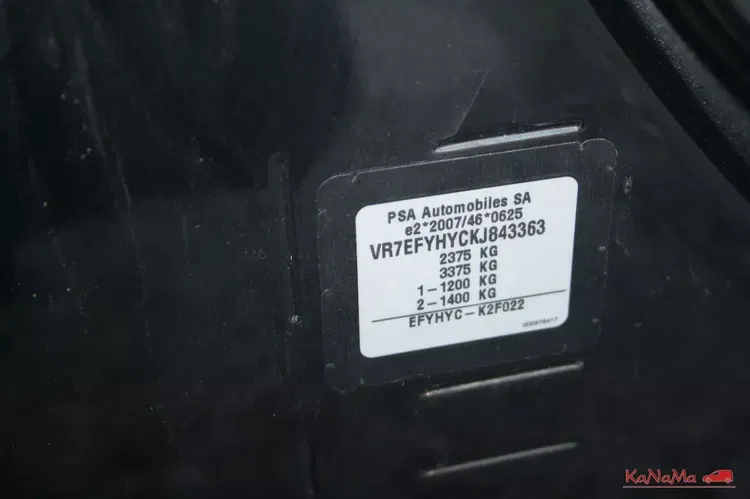 PSA Automobiles SA
e2*2007/46*0625
VR7EFYHYCKJ843363
2375 KG
3375 KG
1-1200 KG
2-1400 KG
EFYHYC-K2F022
KaNaMa